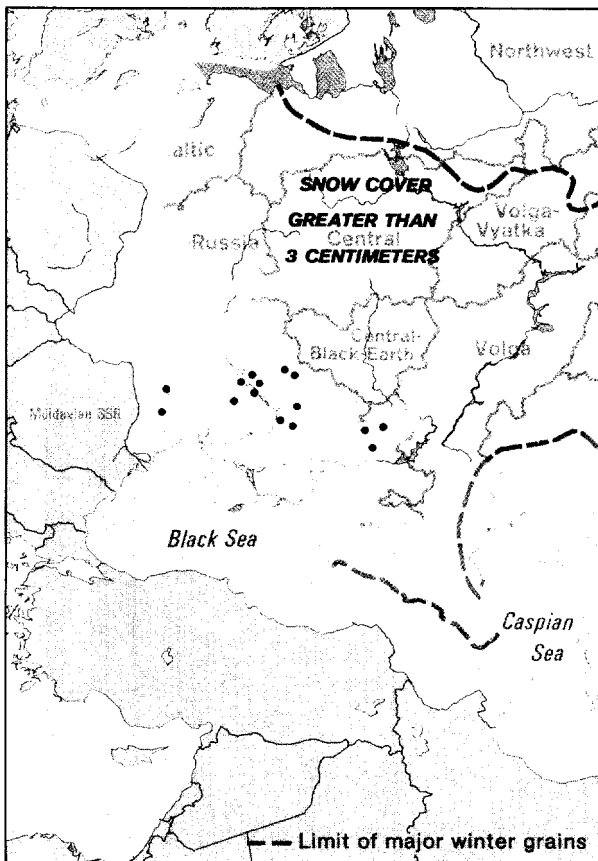 Northwest
altic
SNOW COVER
Volga-
Vyatka
GREATER THAN
Russia
Central
3 CENTIMETERS
Central-
Black Earth
Volga
Moldavian SSR
Black Sea
Caspian
Sea
Limit of major winter grains